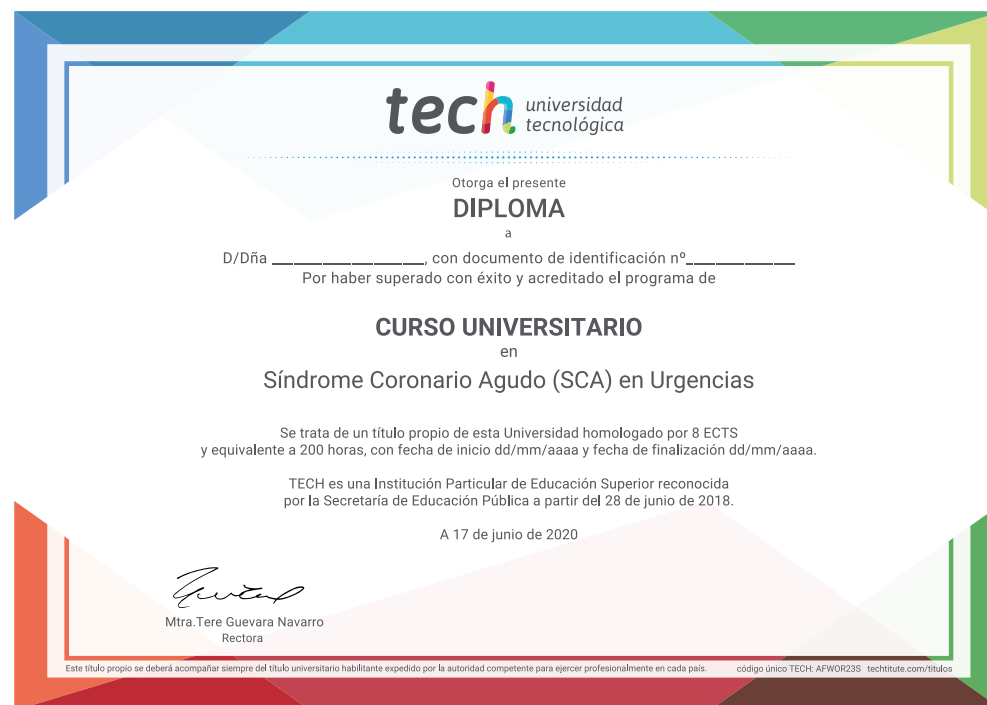 tech universidad
tecnológica
Otorga el presente
DIPLOMA
a
D/Dña ___________________, con documento de identificación nº______________
Por haber superado con éxito y acreditado el programa de
CURSO UNIVERSITARIO
en
Síndrome Coronario Agudo (SCA) en Urgencias
Se trata de un título propio de esta Universidad homologado por 8 ECTS
y equivalente a 200 horas, con fecha de inicio dd/mm/aaaa y fecha de finalización dd/mm/aaaa.
TECH es una Institución Particular de Educación Superior reconocida
por la Secretaría de Educación Pública a partir del 28 de junio de 2018.
A 17 de junio de 2020
Mtra.Tere Guevara Navarro
Rectora
Este título propio se deberá acompañar siempre del título universitario habilitante expedido por la autoridad competente para ejercer profesionalmente en cada país. código único TECH: AFWOR23S techtitute.com/titulos